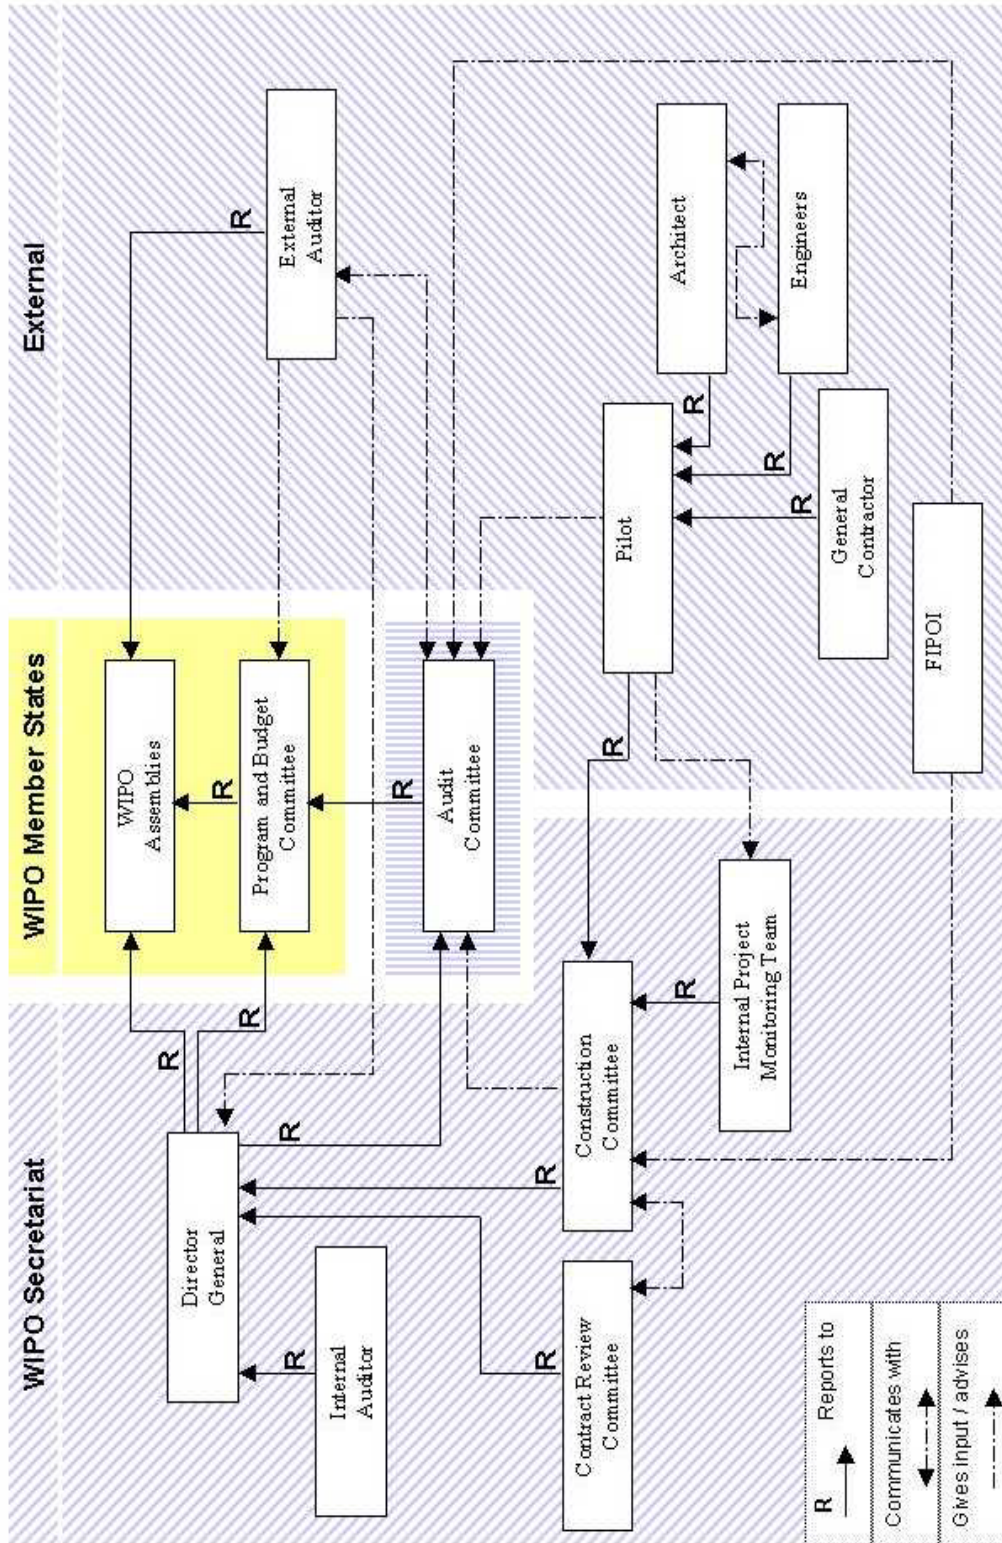 WIPO Secretariat
WIPO Member States
External
Director
General
R
R
R
WIPO
Assemblies
R
External
Auditor
R
Program and Budget
Committee
R
Internal
Auditor
R
Audit
Committee
R
Contract Review
Committee
R
Construction
Committee
R
Pilot
R
R
R
Architect
Engineers
Internal Project
Monitoring Team
R
General
Contractor
FIPOI
R
Reports to
Communicates with
Gives input / advises